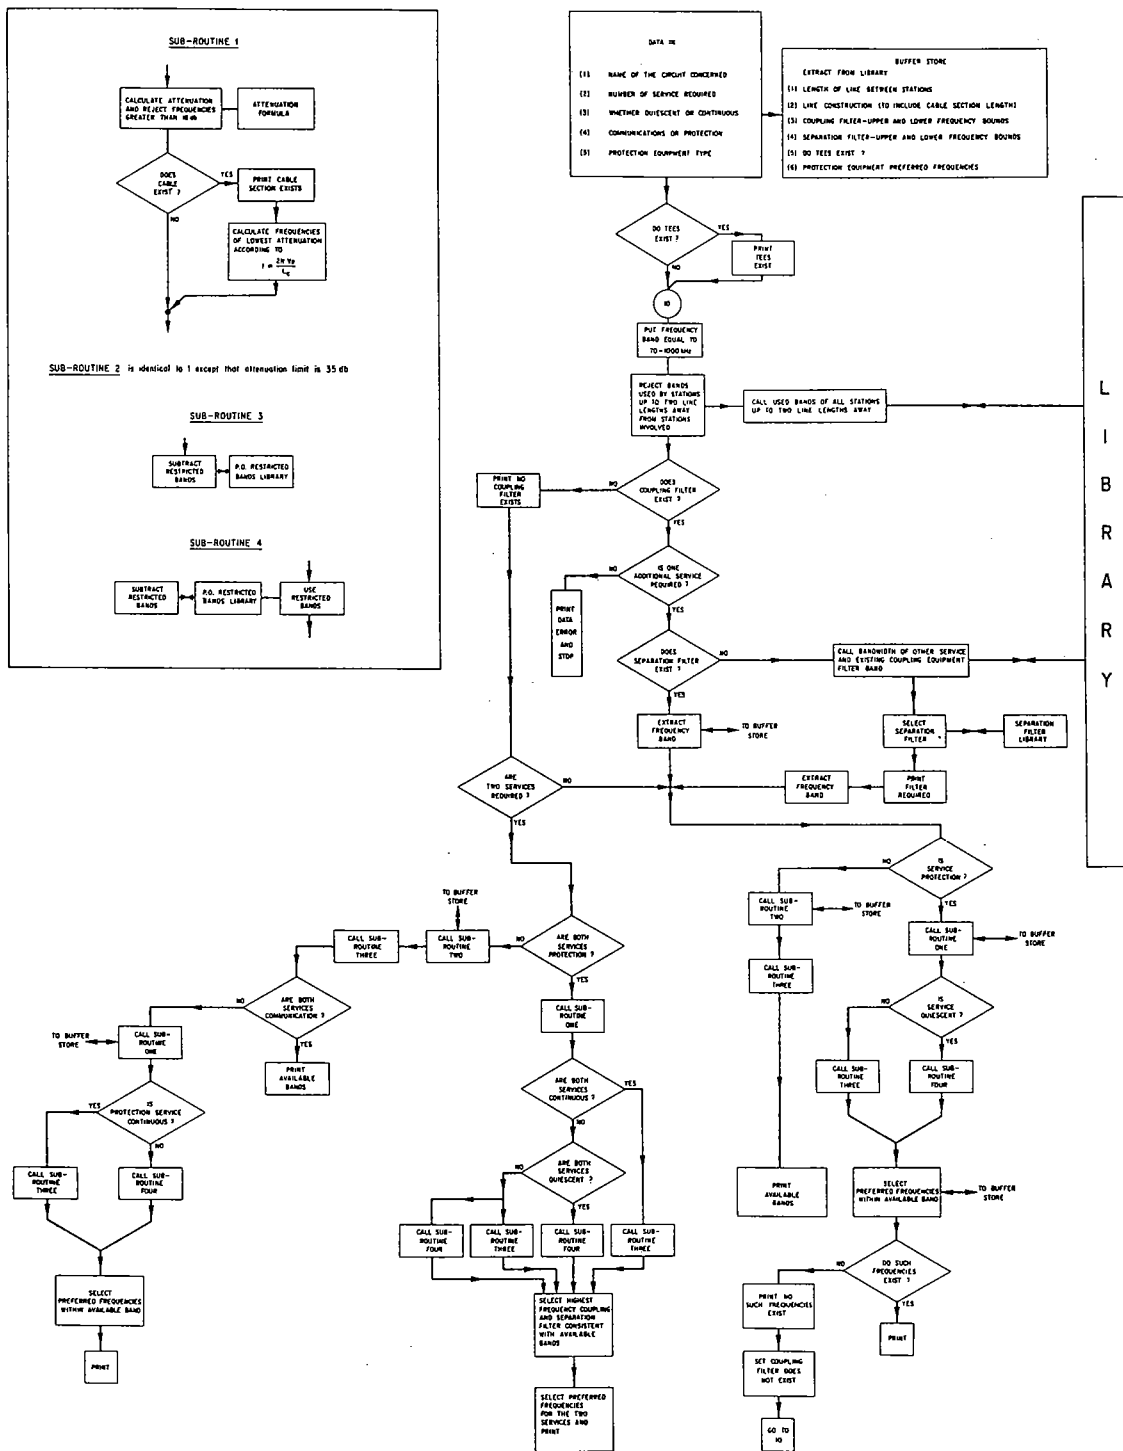 SUB-ROUTINE 1
CALCULATE ATTENUATION
AND REJECT FREQUENCIES
GREATER THAN 18 db
ATTENUATION
FORMULA
DOES
CABLE
EXIST ?
YES
PRINT CABLE
SECTION EXISTS
NO
CALCULATE FREQUENCIES
OF LOWEST ATTENUATION
ACCORDING TO
SUB-ROUTINE 2 is identical to 1 except that attenuation limit is 35 db
SUB-ROUTINE 3
SUBTRACT
RESTRICTED
BANDS
P.O. RESTRICTED
BANDS LIBRARY
SUB-ROUTINE 4
SUBTRACT
RESTRICTED
BANDS
P.O. RESTRICTED
BANDS LIBRARY
USE
RESTRICTED
BANDS
DATA IN
(1) NAME OF THE CIRCUIT CONCERNED
(2) NUMBER OF SERVICE REQUIRED
(3) WHETHER QUIESCENT OR CONTINUOUS
(4) COMMUNICATIONS OR PROTECTION
(5) PROTECTION EQUIPMENT TYPE
BUFFER STORE
EXTRACT FROM LIBRARY
(1) LENGTH OF LINE BETWEEN STATIONS
(2) LINE CONSTRUCTION (TO INCLUDE CABLE SECTION LENGTH)
(3) COUPLING FILTER-UPPER AND LOWER FREQUENCY BOUNDS
(4) SEPARATION FILTER-UPPER AND LOWER FREQUENCY BOUNDS
(5) DO TEES EXIST ?
(6) PROTECTION EQUIPMENT PREFERRED FREQUENCIES
DO TEES
EXIST ?
YES
PRINT
TEES
EXIST
NO
10
PUT FREQUENCY
BAND EQUAL TO
70-1000 kHz
REJECT BANDS
USED BY STATIONS
UP TO TWO LINE
LENGTHS AWAY
FROM STATIONS
INVOLVED
CALL USED BANDS OF ALL STATIONS
UP TO TWO LINE LENGTHS AWAY
LIBRARY
DOES
COUPLING FILTER
EXIST ?
NO
PRINT NO
COUPLING
FILTER
EXISTS
YES
IS ONE
ADDITIONAL SERVICE
REQUIRED ?
NO
PRINT
DATA
ERROR
AND
STOP
YES
DOES
SEPARATION FILTER
EXIST ?
NO
CALL BANDWIDTH OF OTHER SERVICE
AND EXISTING COUPLING EQUIPMENT
FILTER BAND
YES
EXTRACT
FREQUENCY
BAND
TO BUFFER
STORE
SELECT
SEPARATION
FILTER
SEPARATION
FILTER
LIBRARY
PRINT
FILTER
REQUIRED
EXTRACT
FREQUENCY
BAND
ARE
TWO SERVICES
REQUIRED ?
NO
YES
ARE BOTH
SERVICES
PROTECTION ?
NO
CALL SUB-
ROUTINE
TWO
TO BUFFER
STORE
CALL SUB-
ROUTINE
THREE
ARE BOTH
SERVICES
COMMUNICATION ?
YES
PRINT
AVAILABLE
BANDS
NO
CALL SUB-
ROUTINE
ONE
TO BUFFER
STORE
IS
PROTECTION SERVICE
CONTINUOUS ?
YES
NO
CALL SUB-
ROUTINE
THREE
CALL SUB-
ROUTINE
FOUR
SELECT
PREFERRED FREQUENCIES
WITHIN AVAILABLE BAND
PRINT
YES
CALL SUB-
ROUTINE
ONE
ARE BOTH
SERVICES
CONTINUOUS ?
YES
NO
ARE BOTH
SERVICES
QUIESCENT ?
NO
YES
CALL SUB-
ROUTINE
FOUR
CALL SUB-
ROUTINE
THREE
CALL SUB-
ROUTINE
FOUR
CALL SUB-
ROUTINE
THREE
SELECT HIGHEST
FREQUENCY COUPLING
AND SEPARATION
FILTER CONSISTENT
WITH AVAILABLE
BANDS
SELECT PREFERRED
FREQUENCIES
FOR THE TWO
SERVICES AND
PRINT
IS
SERVICE
PROTECTION ?
NO
CALL SUB-
ROUTINE
TWO
TO BUFFER
STORE
CALL SUB-
ROUTINE
THREE
PRINT
AVAILABLE
BANDS
YES
CALL SUB-
ROUTINE
ONE
TO BUFFER
STORE
IS
SERVICE
QUIESCENT ?
NO
YES
CALL SUB-
ROUTINE
THREE
CALL SUB-
ROUTINE
FOUR
SELECT
PREFERRED FREQUENCIES
WITHIN AVAILABLE BAND
TO BUFFER
STORE
DO SUCH
FREQUENCIES
EXIST ?
NO
YES
PRINT NO
SUCH FREQUENCIES
EXIST
PRINT
SET COUPLING
FILTER DOES
NOT EXIST
GO TO
10